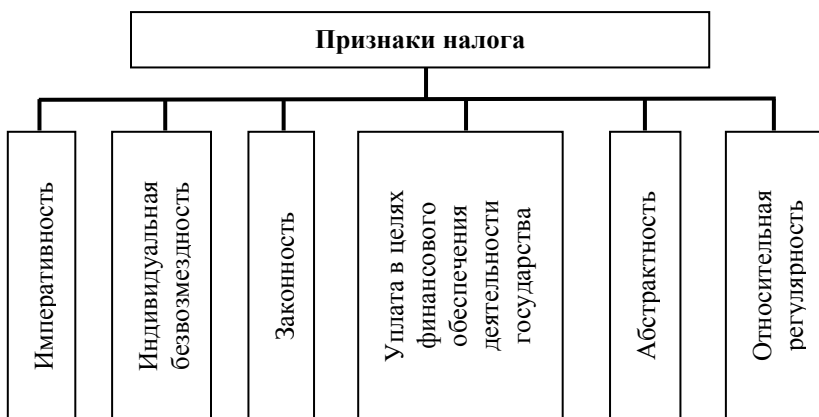 Признаки налога
Императивность
Индивидуальная
безвозмездность
Законность
Уплата в целях
финансового
обеспечения
деятельности
государства
Абстрактность
Относительная
регулярность